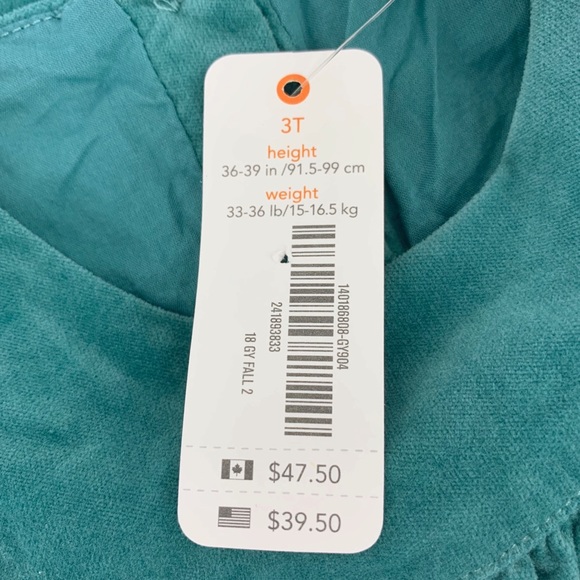 3T
height
36-39 in /91.5-99 cm
weight
33-36 lb/15-16.5 kg
140186808-GY904
241893833
18 GY FALL 2
$47.50
$39.50